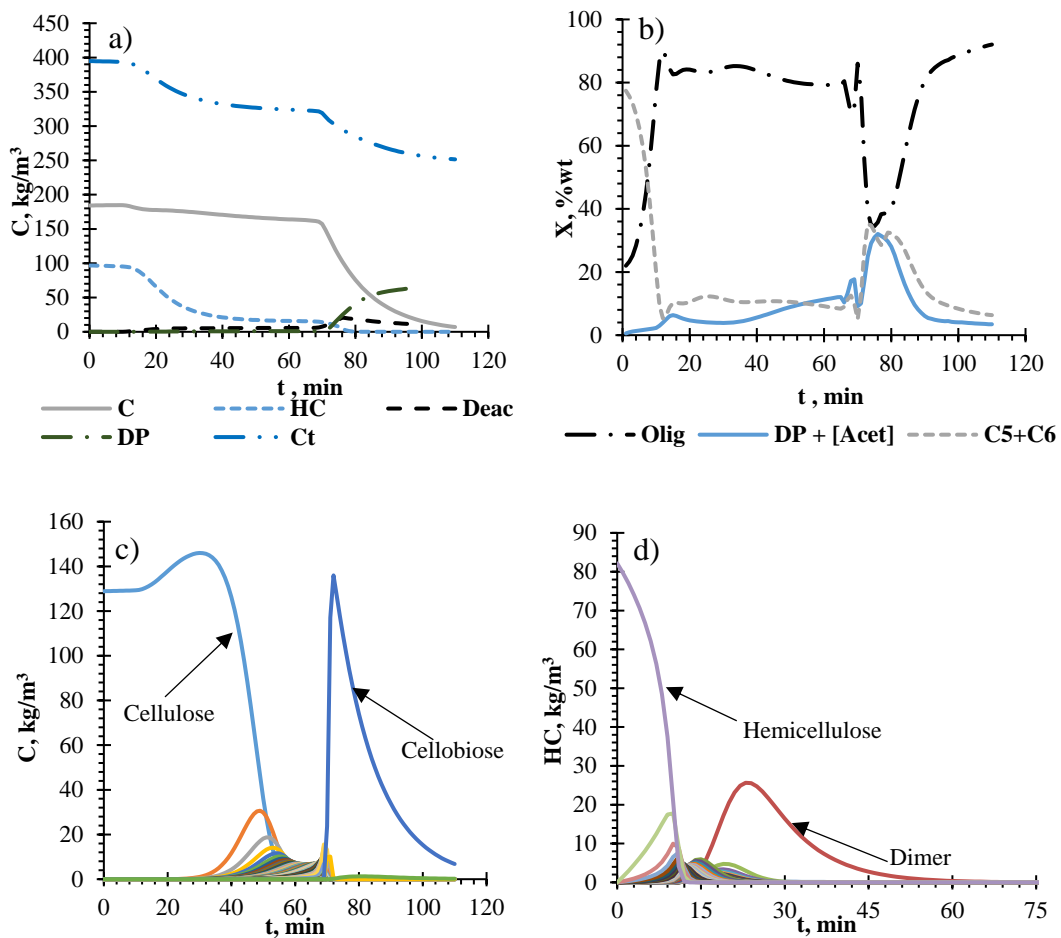 a)
450
400
350
300
250
200
150
100
50
0
C, kg/m³
0 20 40 60 80 100 120
t , min
C HC Deac
DP Ct
b)
100
80
60
40
20
0
X, %wt
0 20 40 60 80 100 120
t , min
Olig DP + [Acet] C5+C6
c)
160
140
120
100
80
60
40
20
0
C, kg/m³
Cellulose
Cellobiose
0 20 40 60 80 100 120
t, min
d)
90
80
70
60
50
40
30
20
10
0
HC, kg/m³
Hemicellulose
Dimer
0 15 30 45 60 75
t, min